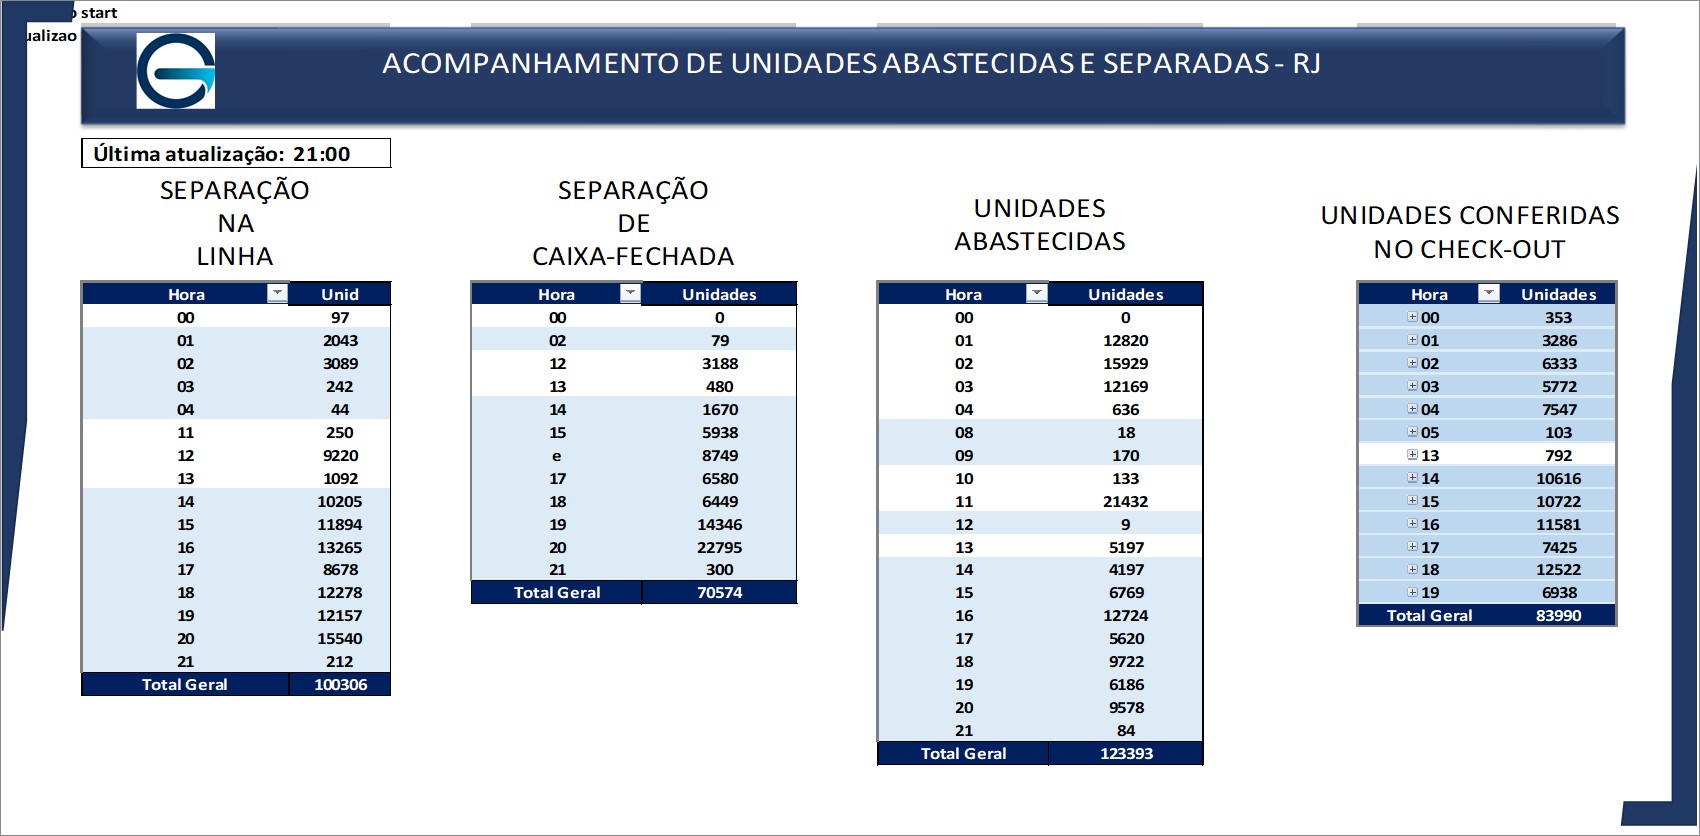 start
ualizao
ACOMPANHAMENTO DE UNIDADES ABASTECIDAS E SEPARADAS - RJ
Última atualização: 21:00
SEPARAÇÃO
NA
LINHA
Hora Unid
00 97
01 2043
02 3089
03 242
04 44
11 250
12 9220
13 1092
14 10205
15 11894
16 13265
17 8678
18 12278
19 12157
20 15540
21 212
Total Geral 100306
SEPARAÇÃO
DE
CAIXA-FECHADA
Hora Unidades
00 0
02 79
12 3188
13 480
14 1670
15 5938
e 8749
17 6580
18 6449
19 14346
20 22795
21 300
Total Geral 70574
UNIDADES
ABASTECIDAS
Hora Unidades
00 0
01 12820
02 15929
03 12169
04 636
08 18
09 170
10 133
11 21432
12 9
13 5197
14 4197
15 6769
16 12724
17 5620
18 9722
19 6186
20 9578
21 84
Total Geral 123393
UNIDADES CONFERIDAS
NO CHECK-OUT
Hora Unidades
00 353
01 3286
02 6333
03 5772
04 7547
05 103
13 792
14 10616
15 10722
16 11581
17 7425
18 12522
19 6938
Total Geral 83990